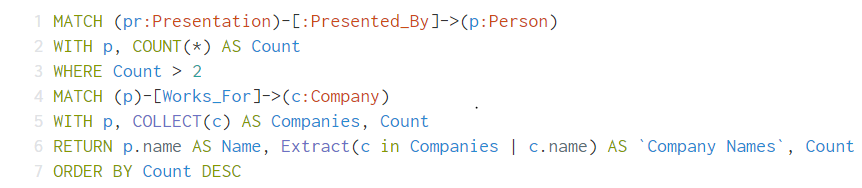 1 MATCH (pr:Presentation)-[:Presented_By]->(p:Person)
2 WITH p, COUNT(*) AS Count
3 WHERE Count > 2
4 MATCH (p)-[Works_For]->(c:Company)
5 WITH p, COLLECT(c) AS Companies, Count
6 RETURN p.name AS Name, Extract(c in Companies | c.name) AS `Company Names`, Count
7 ORDER BY Count DESC